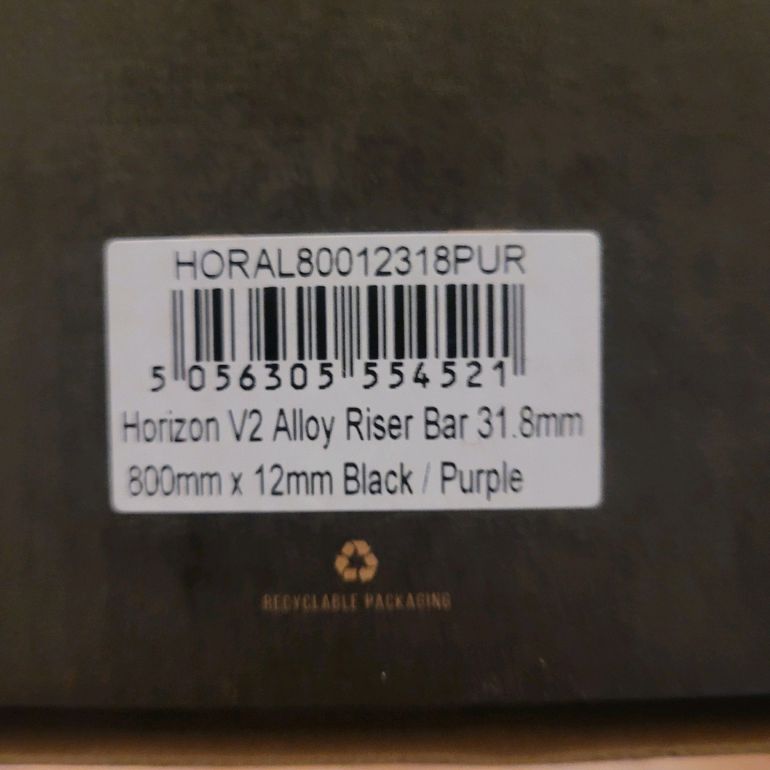 HORAL80012318PUR
5 056305 554521
Horizon V2 Alloy Riser Bar 31.8mm
800mm x 12mm Black / Purple
RECYCLABLE PACKAGING